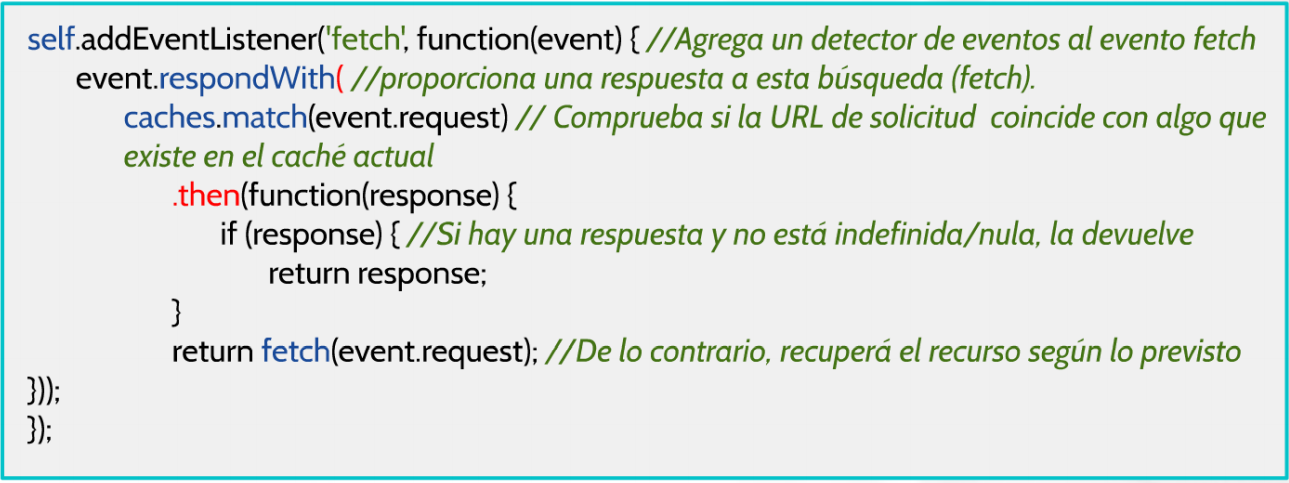 self.addEventListener('fetch', function(event) { //Agrega un detector de eventos al evento fetch
event.respondWith( //proporciona una respuesta a esta búsqueda (fetch).
caches.match(event.request) // Comprueba si la URL de solicitud  coincide con algo que
existe en el caché actual
.then(function(response) {
if (response) { //Si hay una respuesta y no está indefinida/nula, la devuelve
return response;
}
return fetch(event.request); //De lo contrario, recuperá el recurso según lo previsto
}));
});